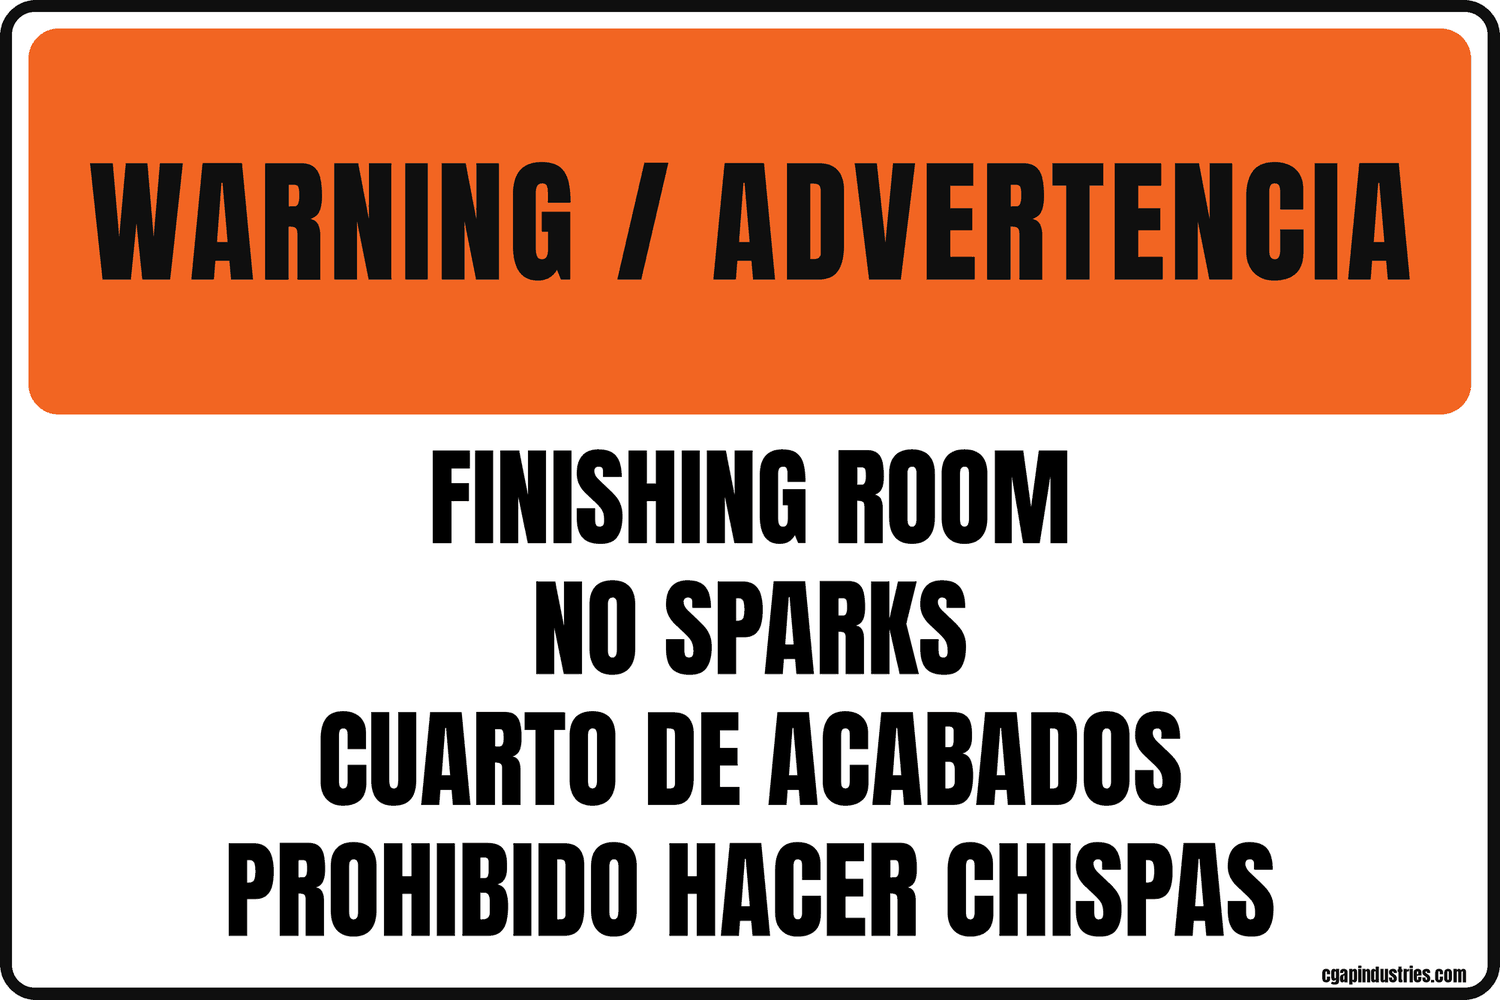 WARNING / ADVERTENCIA
FINISHING ROOM
NO SPARKS
CUARTO DE ACABADOS
PROHIBIDO HACER CHISPAS
cgapindustries.com